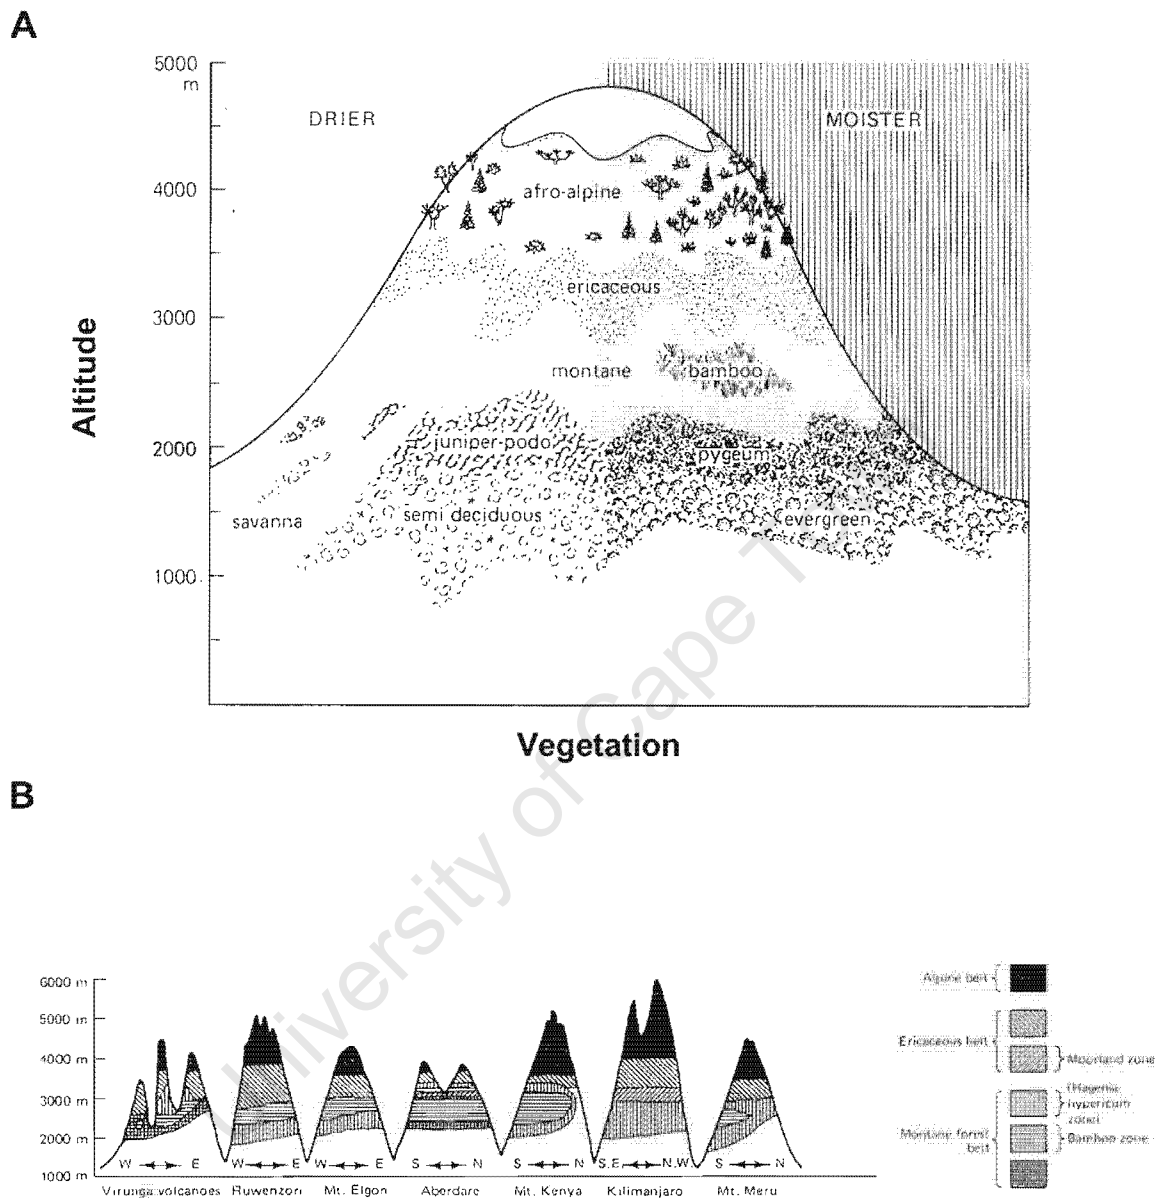 A
5000
m
DRIER
MOISTER
4000
afro-alpine
ericaceous
3000
montane
bamboo
Altitude
juniper-podo
pygeum
2000
savanna
semi deciduous
evergreen
1000
Vegetation
B
University of Cape Town
6000 m
5000 m
4000 m
3000 m
2000 m
1000 m
W E
W E
W E
S N
S N
S.E. N.W.
S N
Virunga volcanoes
Ruwenzori
Mt. Elgon
Aberdare
Mt. Kenya
Kilimanjaro
Mt. Meru
Alpine belt
Ericaceous belt
Moorland zone
hypericum
zone
Montane forest
belt
Bamboo zone